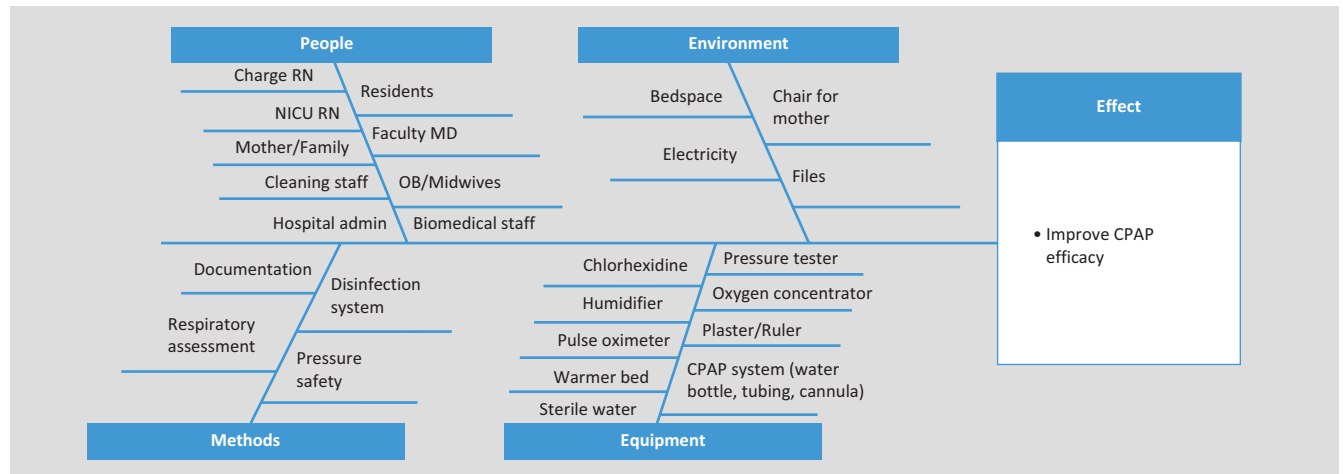 People
Charge RN
Residents
NICU RN
Faculty MD
Mother/Family
Cleaning staff
OB/Midwives
Hospital admin
Biomedical staff
Environment
Bedspace
Chair for
mother
Electricity
Files
Effect
• Improve CPAP
efficacy
Documentation
Disinfection
system
Respiratory
assessment
Pressure
safety
Methods
Chlorhexidine
Pressure tester
Humidifier
Oxygen concentrator
Pulse oximeter
Plaster/Ruler
Warmer bed
CPAP system (water
bottle, tubing, cannula)
Sterile water
Equipment